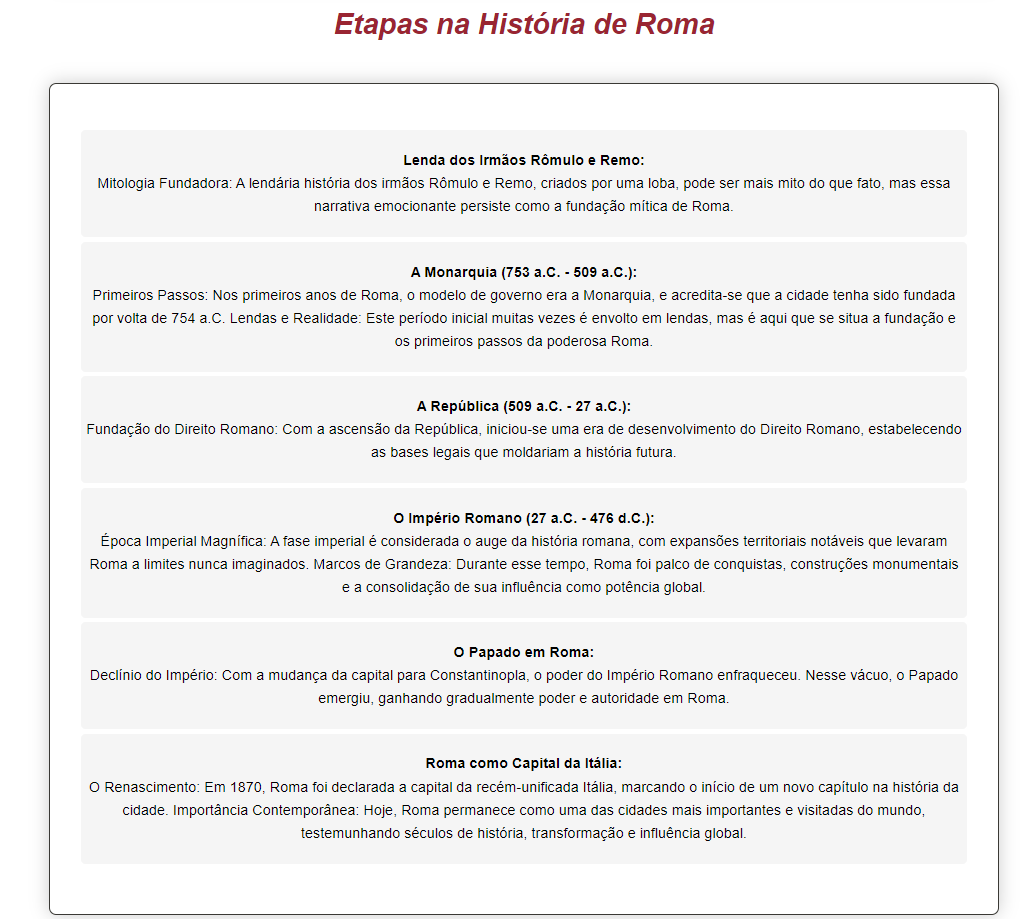 Etapas na História de Roma
Lenda dos Irmãos Rômulo e Remo:
Mitologia Fundadora: A lendária história dos irmãos Rômulo e Remo, criados por uma loba, pode ser mais mito do que fato, mas essa
narrativa emocionante persiste como a fundação mítica de Roma.
A Monarquia (753 a.C. - 509 a.C.):
Primeiros Passos: Nos primeiros anos de Roma, o modelo de governo era a Monarquia, e acredita-se que a cidade tenha sido fundada
por volta de 754 a.C. Lendas e Realidade: Este período inicial muitas vezes é envolto em lendas, mas é aqui que se situa a fundação e
os primeiros passos da poderosa Roma.
A República (509 a.C. - 27 a.C.):
Fundação do Direito Romano: Com a ascensão da República, iniciou-se uma era de desenvolvimento do Direito Romano, estabelecendo
as bases legais que moldariam a história futura.
O Império Romano (27 a.C. - 476 d.C.):
Época Imperial Magnífica: A fase imperial é considerada o auge da história romana, com expansões territoriais notáveis que levaram
Roma a limites nunca imaginados. Marcos de Grandeza: Durante esse tempo, Roma foi palco de conquistas, construções monumentais
e a consolidação de sua influência como potência global.
O Papado em Roma:
Declínio do Império: Com a mudança da capital para Constantinopla, o poder do Império Romano enfraqueceu. Nesse vácuo, o Papado
emergiu, ganhando gradualmente poder e autoridade em Roma.
Roma como Capital da Itália:
O Renascimento: Em 1870, Roma foi declarada a capital da recém-unificada Itália, marcando o início de um novo capítulo na história da
cidade. Importância Contemporânea: Hoje, Roma permanece como uma das cidades mais importantes e visitadas do mundo,
testemunhando séculos de história, transformação e influência global.